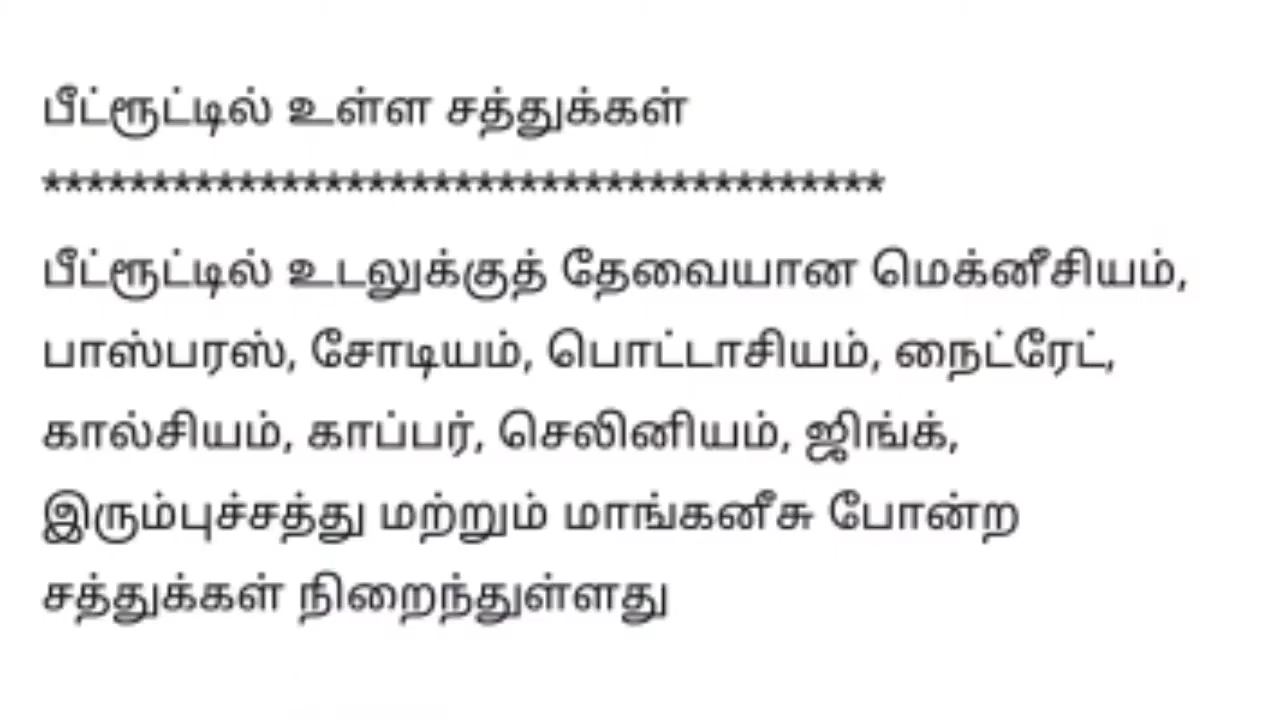 பீட்ரூட்டில் உள்ள சத்துக்கள்
***************************************
பீட்ரூட்டில் உடலுக்குத் தேவையான மெக்னீசியம்,
பாஸ்பரஸ், சோடியம், பொட்டாசியம், நைட்ரேட்,
கால்சியம், காப்பர், செலினியம், ஜிங்க்,
இரும்புச்சத்து மற்றும் மாங்கனீசு போன்ற
சத்துக்கள் நிறைந்துள்ளது